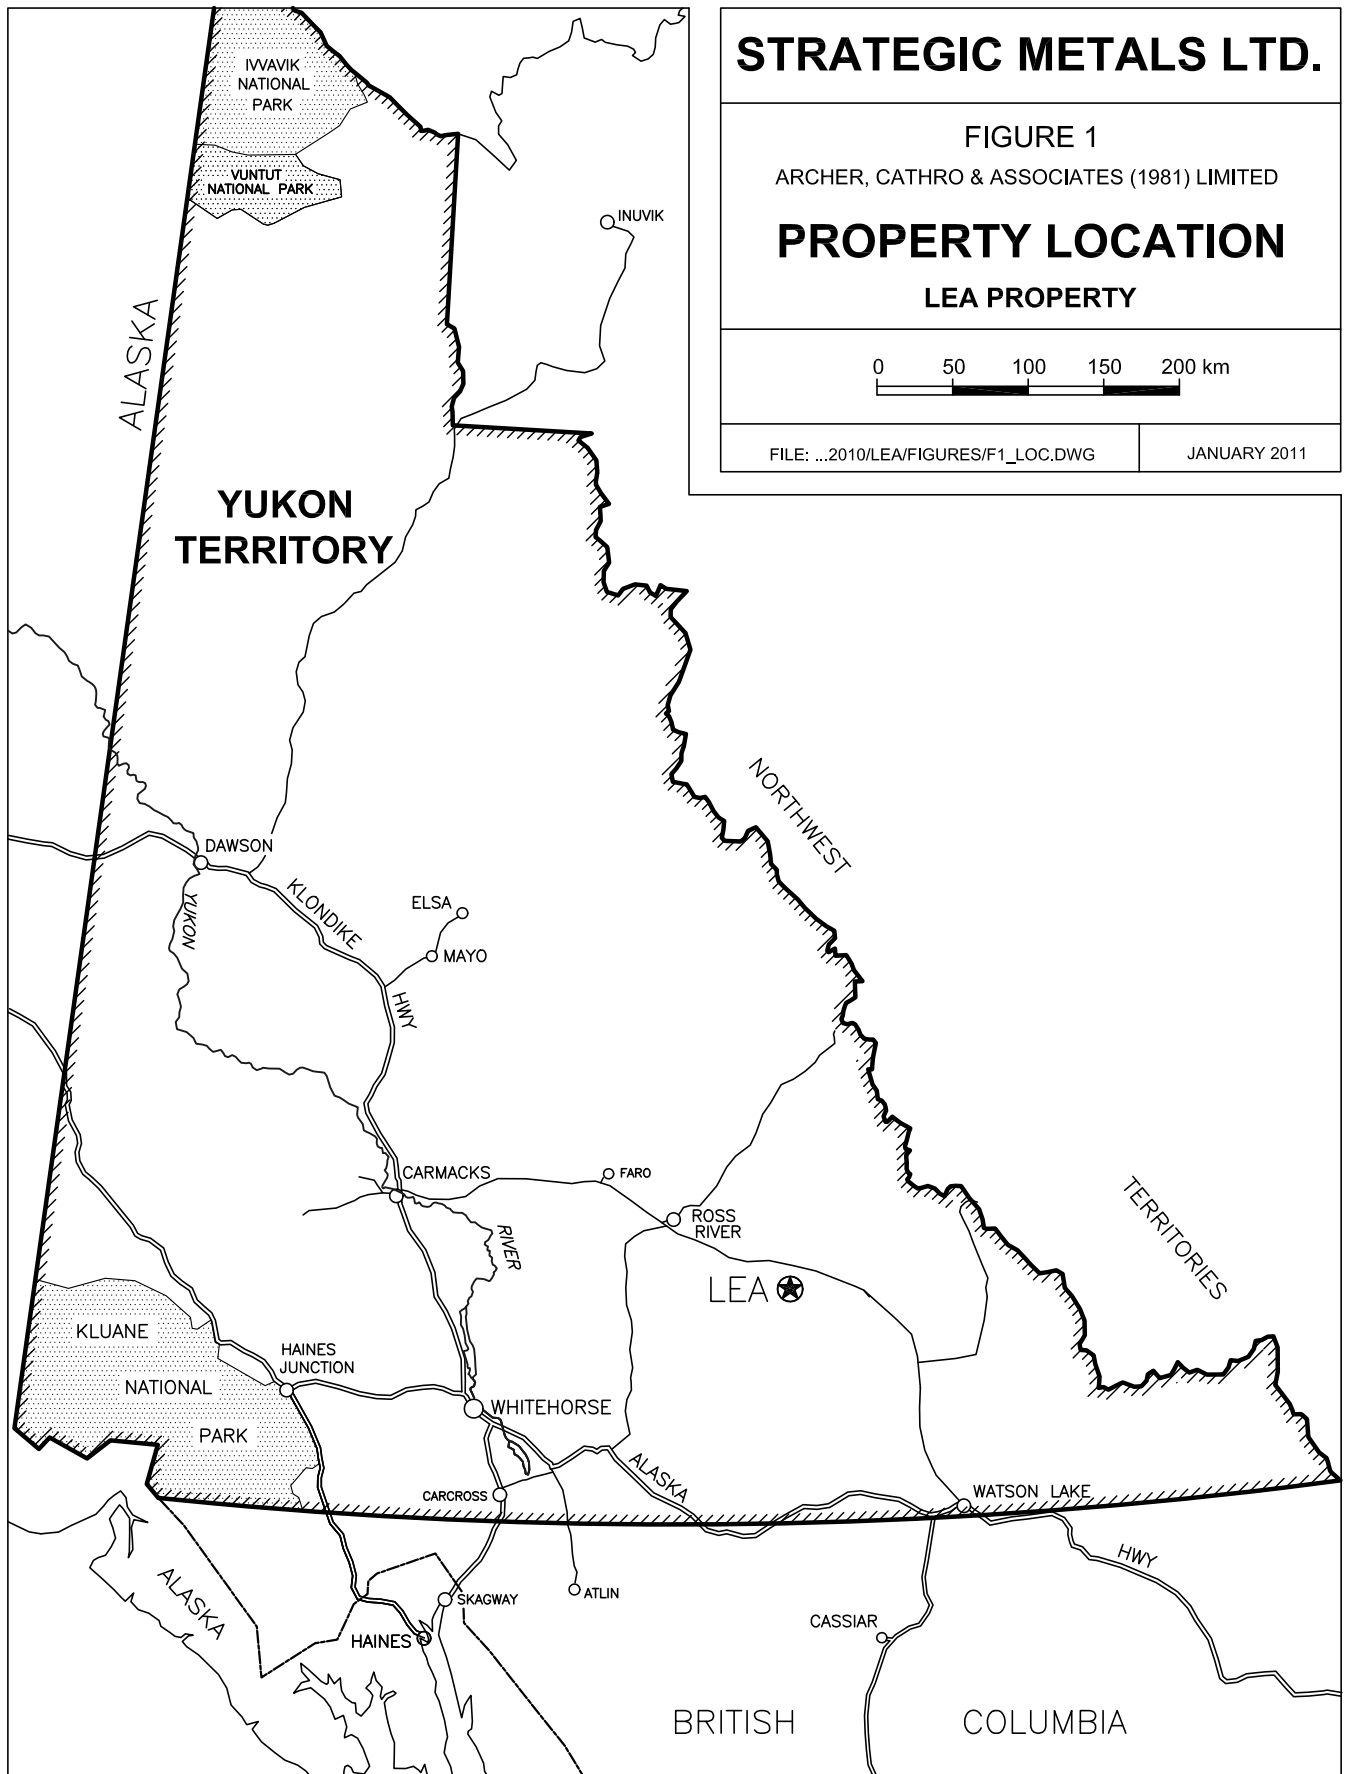 STRATEGIC METALS LTD.
FIGURE 1
ARCHER, CATHRO & ASSOCIATES (1981) LIMITED
PROPERTY LOCATION
LEA PROPERTY
0 50 100 150 200 km
FILE: ...2010/LEA/FIGURES/F1_LOC.DWG
JANUARY 2011
IVVAVIK
NATIONAL
PARK
VUNTUT
NATIONAL PARK
INUVIK
ALASKA
YUKON
TERRITORY
NORTHWEST
TERRITORIES
DAWSON
YUKON
KLONDIKE
HWY
ELSA
MAYO
CARMACKS
FARO
ROSS
RIVER
RIVER
LEA
KLUANE
NATIONAL
PARK
HAINES
JUNCTION
WHITEHORSE
ALASKA
CARCROSS
WATSON LAKE
HWY
ALASKA
SKAGWAY
ATLIN
HAINES
CASSIAR
BRITISH
COLUMBIA